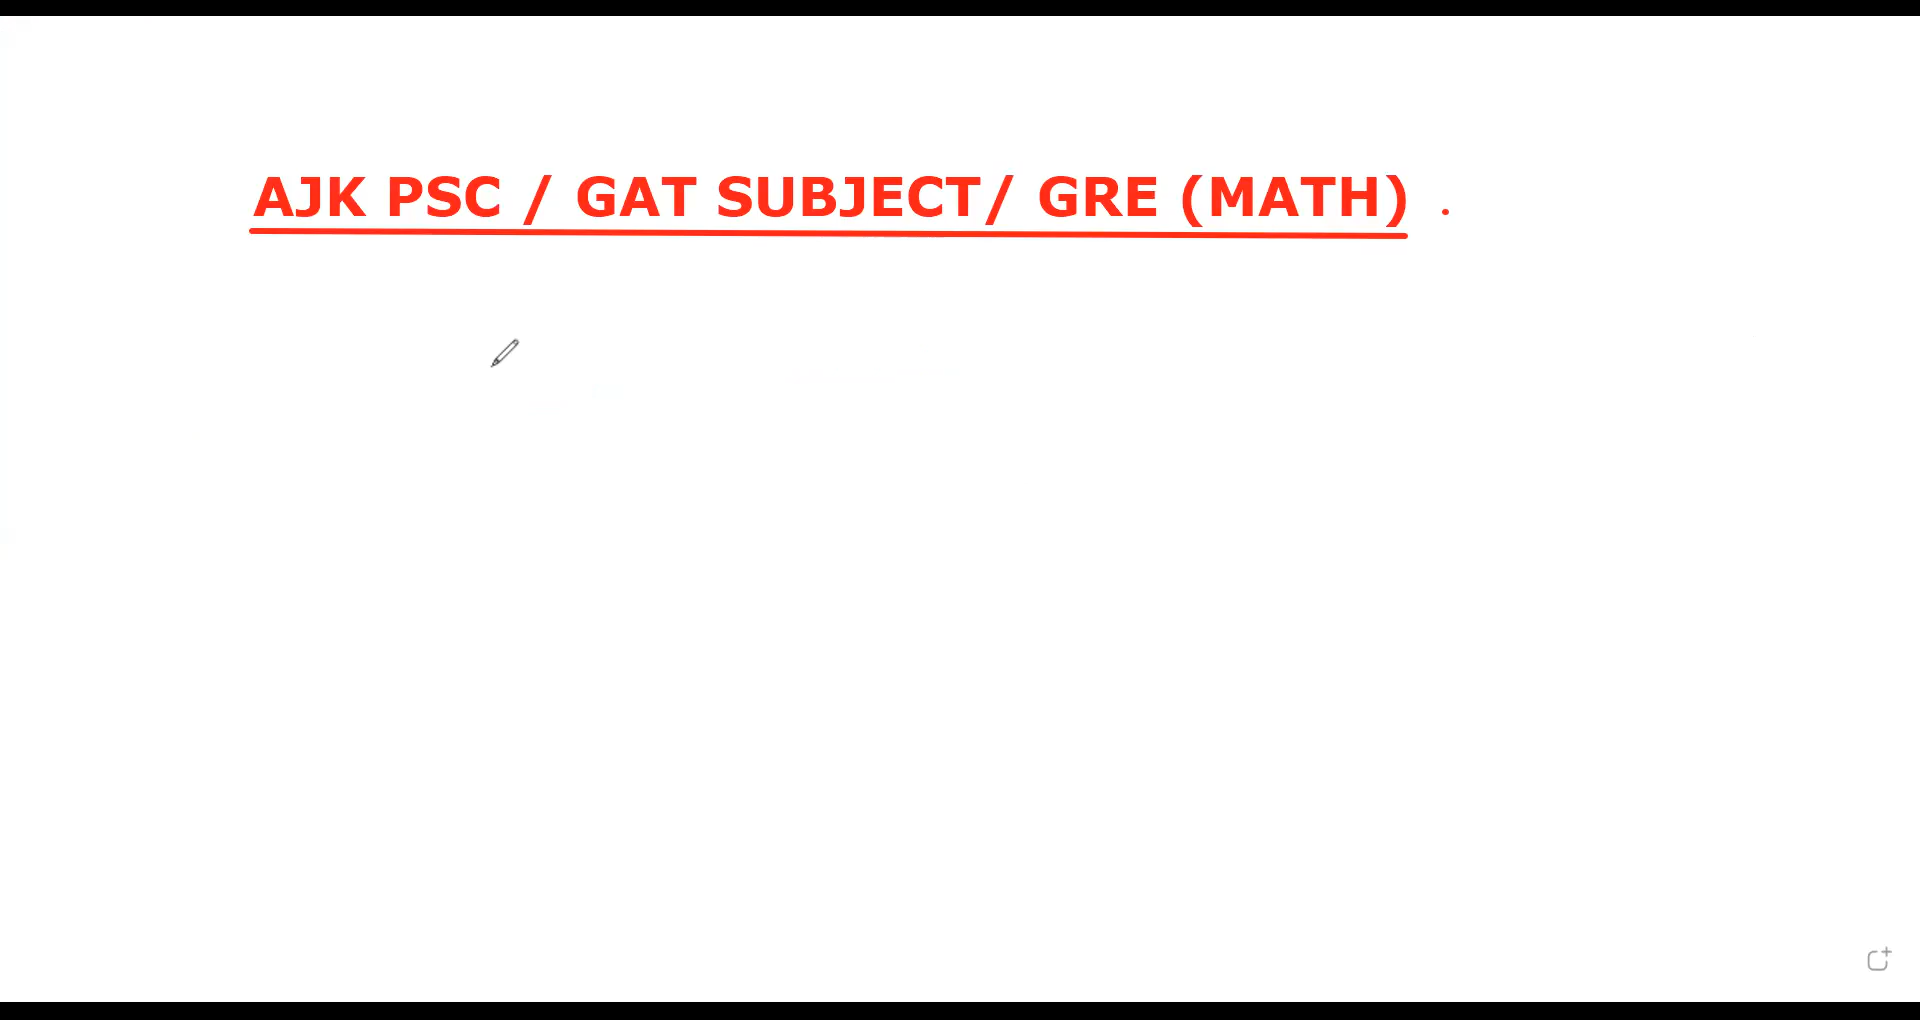 AJK PSC / GAT SUBJECT/ GRE (MATH) .